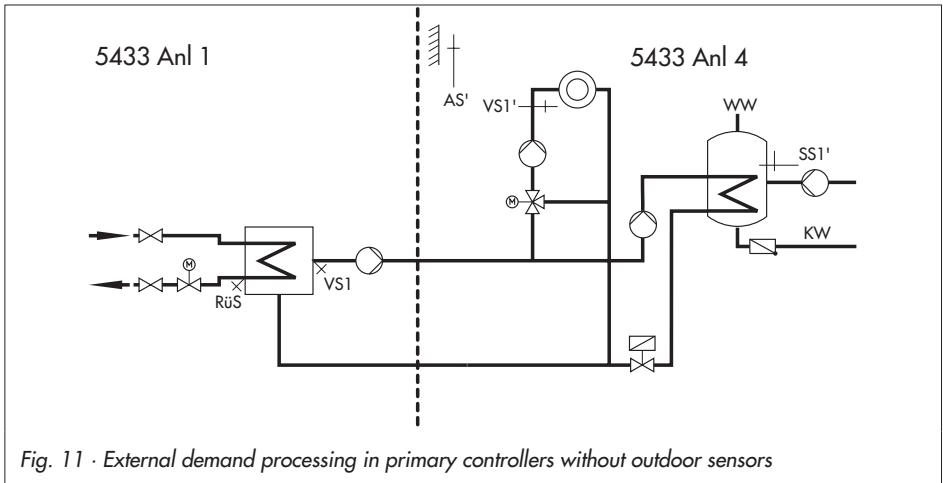 5433 Anl 1
5433 Anl 4
AS'
VS1'
WW
SS1'
M
KW
M
VS1
RüS
Fig. 11 · External demand processing in primary controllers without outdoor sensors